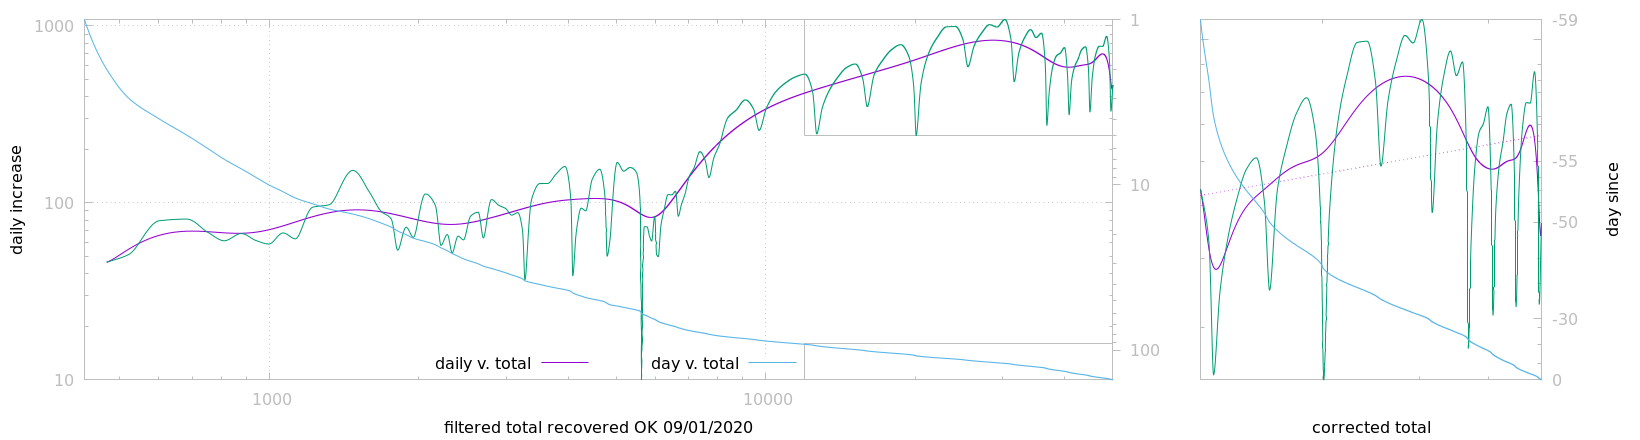 1000
100
10
daily increase
1000
10000
filtered total recovered OK 09/01/2020
daily v. total
day v. total
1
10
100
-59
-55
-50
-30
0
day since
corrected total